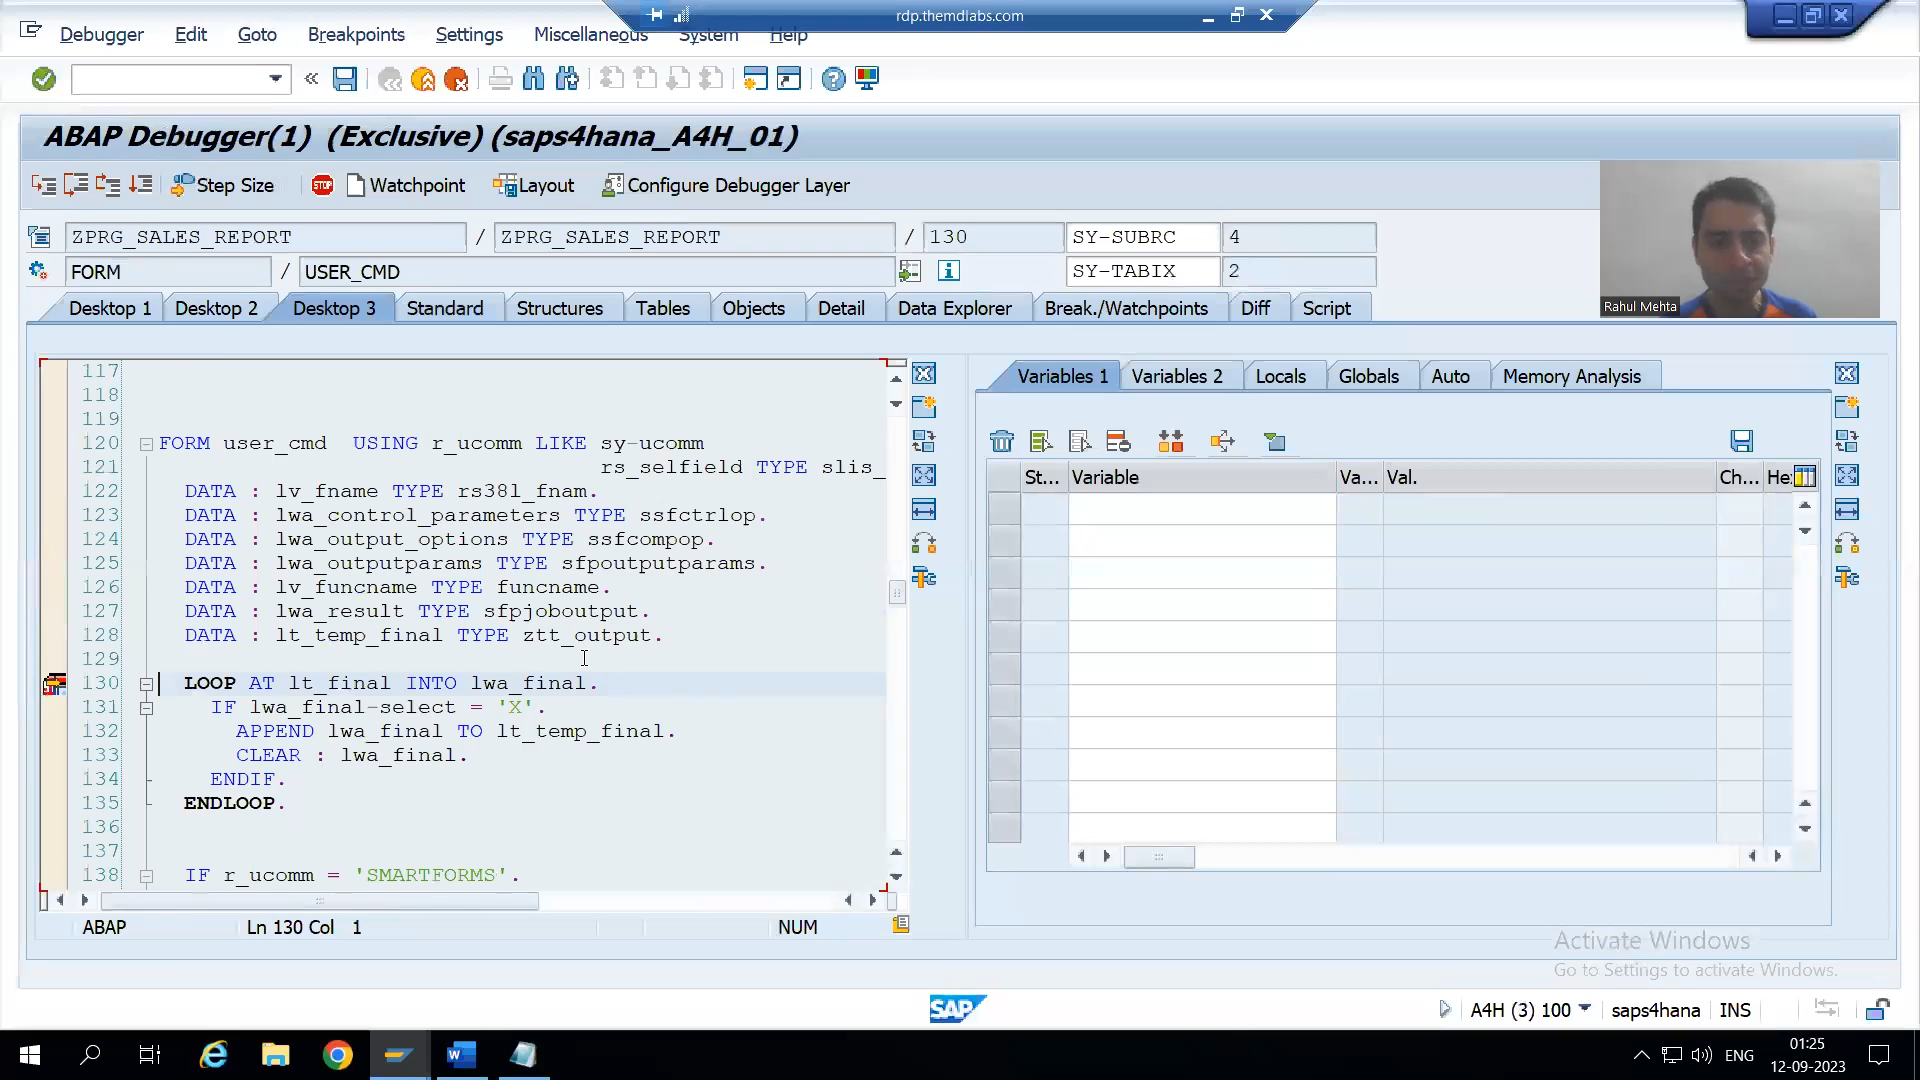 rdp.themdlabs.com
Debugger Edit Goto Breakpoints Settings Miscellaneous System Help
ABAP Debugger(1) (Exclusive) (saps4hana_A4H_01)
Step Size STOP Watchpoint Layout Configure Debugger Layer
ZPRG_SALES_REPORT / ZPRG_SALES_REPORT / 130 SY-SUBRC 4
FORM / USER_CMD SY-TABIX 2
Rahul Mehta
Desktop 1 Desktop 2 Desktop 3 Standard Structures Tables Objects Detail Data Explorer Break./Watchpoints Diff Script
Variables 1 Variables 2 Locals Globals Auto Memory Analysis
St... Variable Va... Val. Ch... He
117
118
119
120 FORM user_cmd USING r_ucomm LIKE sy-ucomm
121 rs_selfield TYPE slis_
122 DATA : lv_fname TYPE rs38l_fnam.
123 DATA : lwa_control_parameters TYPE ssfctrlop.
124 DATA : lwa_output_options TYPE ssfcompop.
125 DATA : lwa_outputparams TYPE sfpoutputparams.
126 DATA : lv_funcname TYPE funcname.
127 DATA : lwa_result TYPE sfpjoboutput.
128 DATA : lt_temp_final TYPE ztt_output.
129
130 LOOP AT lt_final INTO lwa_final.
131 IF lwa_final-select = 'X'.
132 APPEND lwa_final TO lt_temp_final.
133 CLEAR : lwa_final.
134 ENDIF.
135 ENDLOOP.
136
137
138 IF r_ucomm = 'SMARTFORMS'.
ABAP Ln 130 Col 1 NUM
Activate Windows
Go to Settings to activate Windows.
SAP
A4H (3) 100 saps4hana INS
ENG
01:25
12-09-2023